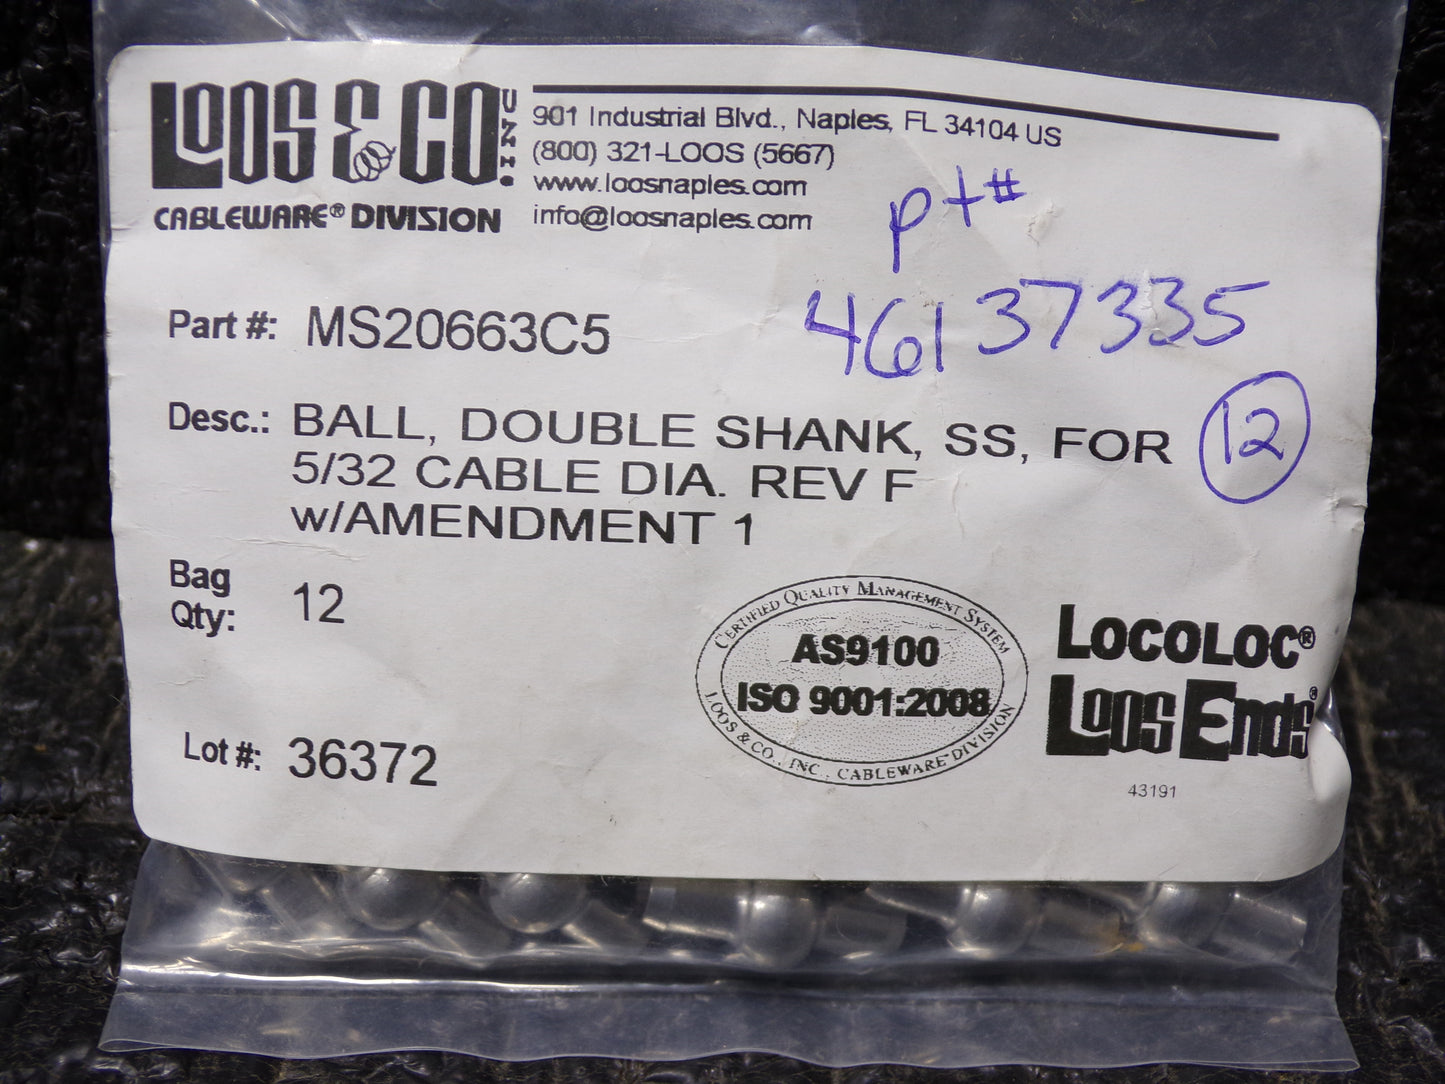 LOOS & CO. INC.
CABLEWARE® DIVISION
901 Industrial Blvd., Naples, FL 34104 US
(800) 321-LOOS (5667)
www.loosnaples.com
info@loosnaples.com
pt#
46137335
Part #: MS20663C5
Desc.: BALL, DOUBLE SHANK, SS, FOR
5/32 CABLE DIA. REV F
w/AMENDMENT 1
12
Bag
Qty: 12
Lot #: 36372
CERTIFIED QUALITY MANAGEMENT SYSTEM
AS9100
ISO 9001:2008
LOOS & CO., INC., CABLEWARE DIVISION
LOCOLOC®
LOOS ENDS®
43191